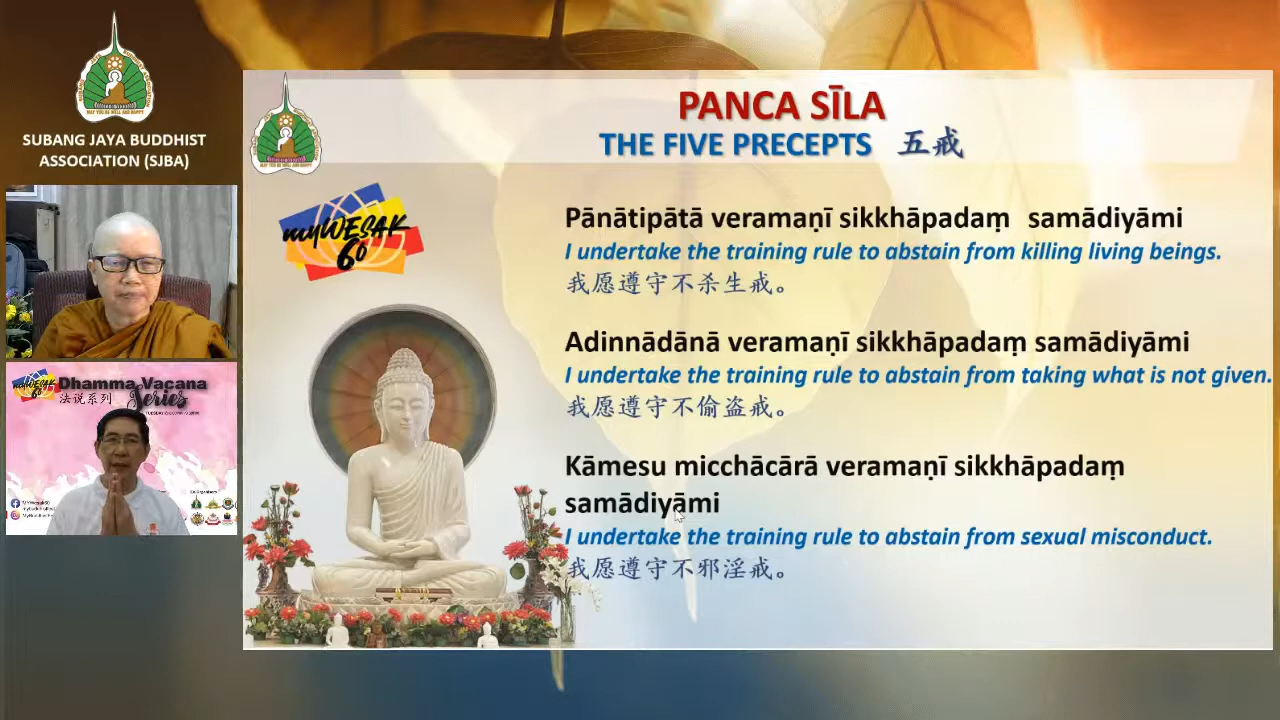 SUBANG JAYA BUDDHIST
ASSOCIATION (SJBA)
PANCA SĪLA
THE FIVE PRECEPTS 五戒
myWESAK
60
Pānātipātā veramaṇī sikkhāpadaṃ samādiyāmi
I undertake the training rule to abstain from killing living beings.
我愿遵守不杀生戒。
Adinnādānā veramaṇī sikkhāpadaṃ samādiyāmi
I undertake the training rule to abstain from taking what is not given.
我愿遵守不偷盗戒。
Kāmesu micchācārā veramaṇī sikkhāpadaṃ
samādiyāmi
I undertake the training rule to abstain from sexual misconduct.
我愿遵守不邪淫戒。
myWESAK
60
Dhamma Vacana
法说系列 Series